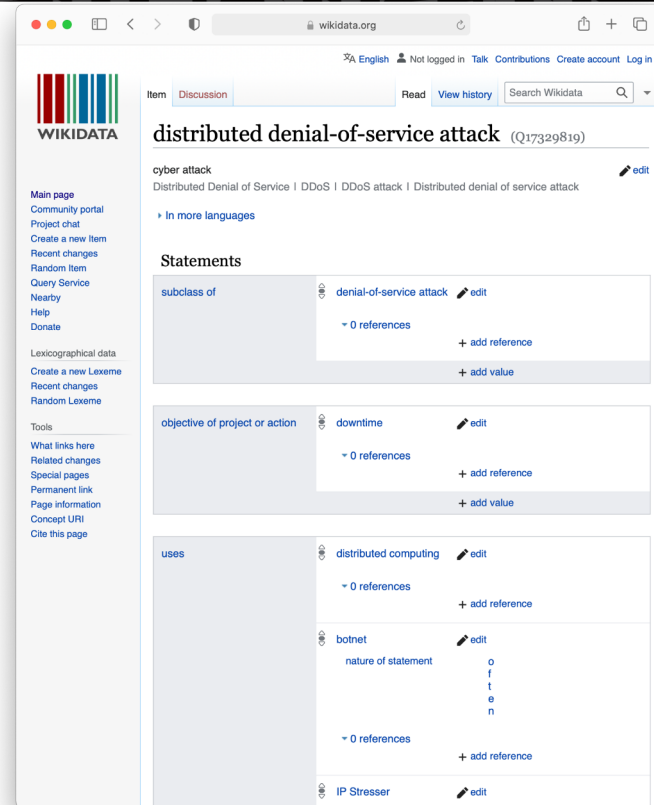 wikidata.org
English Not logged in Talk Contributions Create account Log in
WIKIDATA
Item Discussion Read View history Search Wikidata
distributed denial-of-service attack (Q17329819)
cyber attack edit
Distributed Denial of Service | DDoS | DDoS attack | Distributed denial of service attack
In more languages
Main page
Community portal
Project chat
Create a new Item
Recent changes
Random Item
Query Service
Nearby
Help
Donate
Lexicographical data
Create a new Lexeme
Recent changes
Random Lexeme
Tools
What links here
Related changes
Special pages
Permanent link
Page information
Concept URI
Cite this page
Statements
subclass of denial-of-service attack edit
0 references
+ add reference
+ add value
objective of project or action downtime edit
0 references
+ add reference
+ add value
uses distributed computing edit
0 references
+ add reference
botnet edit
nature of statement often
0 references
+ add reference
IP Stresser edit